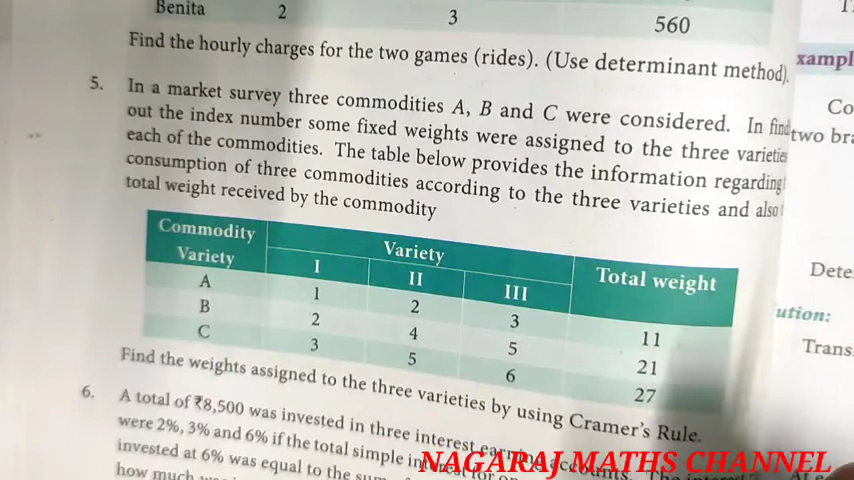 Benita 2 3 560
Find the hourly charges for the two games (rides). (Use determinant method).
xampl
5. In a market survey three commodities A, B and C were considered. In find
Co
out the index number some fixed weights were assigned to the three varietie
two bra
each of the commodities. The table below provides the information regarding
consumption of three commodities according to the three varieties and also
total weight received by the commodity
Commodity Variety Variety Total weight
I II III
A 1 2 3 11
B 2 4 5 21
C 3 5 6 27
Dete
ution:
Trans
Find the weights assigned to the three varieties by using Cramer's Rule.
6. A total of ₹8,500 was invested in three interest earning accounts.
were 2%, 3% and 6% if the total simple interest for
invested at 6% was equal to the
how much
NAGARAJ MATHS CHANNEL